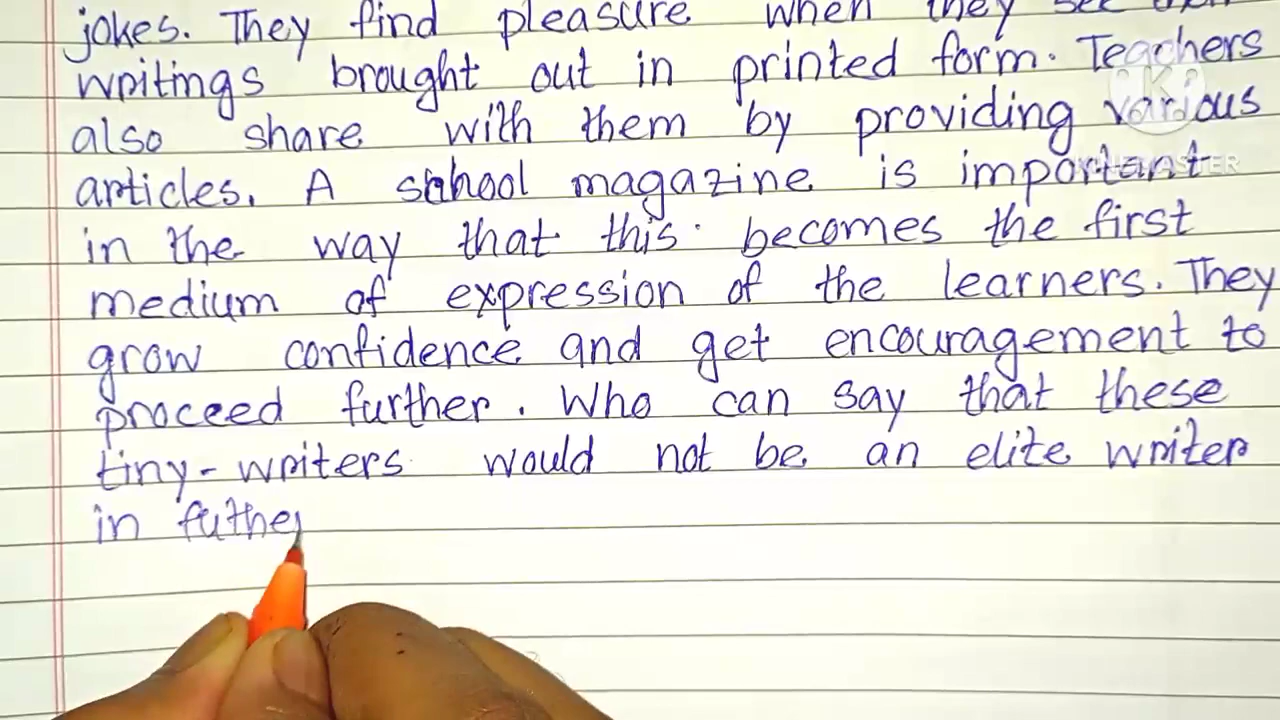 jokes. They find pleasure when they see their
writings brought out in printed form. Teachers
also share with them by providing various
articles. A school magazine is important
in the way that this becomes the first
medium of expression of the learners. They
grow confidence and get encouragement to
proceed further. Who can say that these
tiny-writers would not be an elite writer
in futher